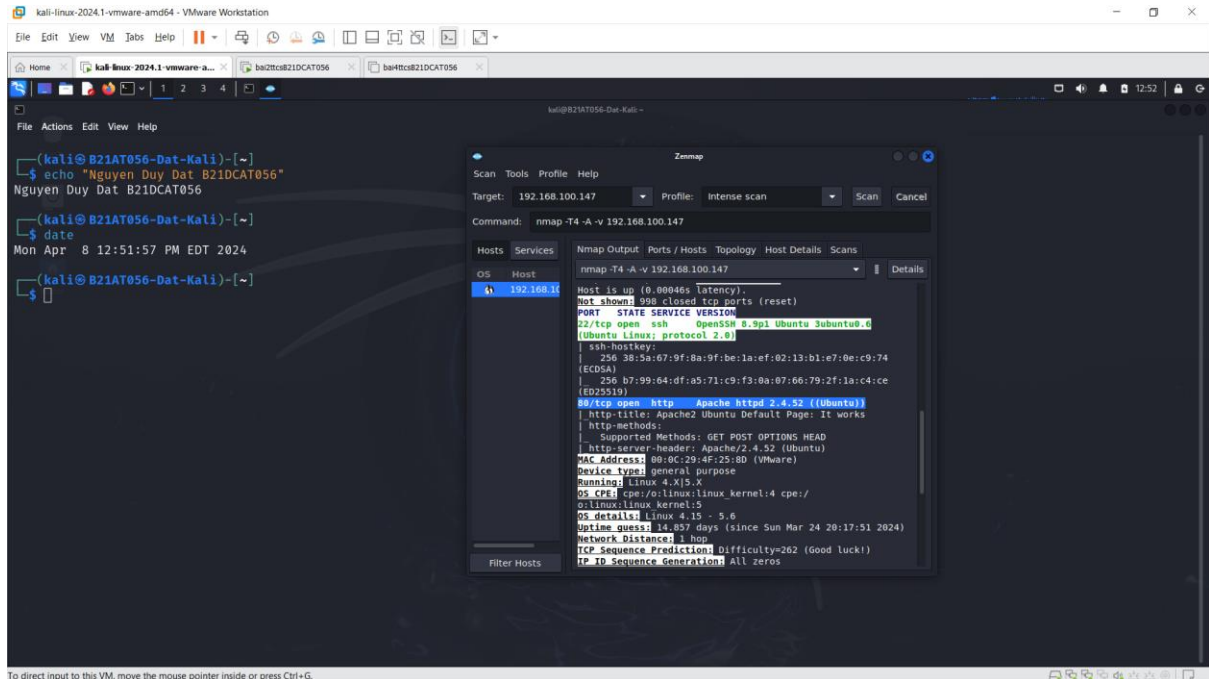 kali-linux-2024.1-vmware-amd64 - VMware Workstation
File Edit View VM Tabs Help
Home kali-linux-2024.1-vmware-a... bai2ttcsB21DCAT056 bai4ttcsB21DCAT056
1 2 3 4 12:52
kali@B21AT056-Dat-Kali: ~
File Actions Edit View Help
(kali㉿B21AT056-Dat-Kali)-[~]
$ echo "Nguyen Duy Dat B21DCAT056"
Nguyen Duy Dat B21DCAT056
(kali㉿B21AT056-Dat-Kali)-[~]
$ date
Mon Apr 8 12:51:57 PM EDT 2024
(kali㉿B21AT056-Dat-Kali)-[~]
$
Zenmap
Scan Tools Profile Help
Target: 192.168.100.147 Profile: Intense scan Scan Cancel
Command: nmap -T4 -A -v 192.168.100.147
Hosts Services
OS Host
192.168.10
Filter Hosts
Nmap Output Ports / Hosts Topology Host Details Scans
nmap -T4 -A -v 192.168.100.147 Details
Host is up (0.00046s latency).
Not shown: 998 closed tcp ports (reset)
PORT STATE SERVICE VERSION
22/tcp open ssh OpenSSH 8.9p1 Ubuntu 3ubuntu0.6
(Ubuntu Linux; protocol 2.0)
| ssh-hostkey:
| 256 38:5a:67:9f:8a:9f:be:1a:ef:02:13:b1:e7:0e:c9:74
(ECDSA)
|_ 256 b7:99:64:df:a5:71:c9:f3:0a:07:66:79:2f:1a:c4:ce
(ED25519)
80/tcp open http Apache httpd 2.4.52 ((Ubuntu))
|_http-title: Apache2 Ubuntu Default Page: It works
| http-methods:
|_ Supported Methods: GET POST OPTIONS HEAD
|_http-server-header: Apache/2.4.52 (Ubuntu)
MAC Address: 00:0C:29:4F:25:8D (VMware)
Device type: general purpose
Running: Linux 4.X|5.X
OS CPE: cpe:/o:linux:linux_kernel:4 cpe:/
o:linux:linux_kernel:5
OS details: Linux 4.15 - 5.6
Uptime guess: 14.857 days (since Sun Mar 24 20:17:51 2024)
Network Distance: 1 hop
TCP Sequence Prediction: Difficulty=262 (Good luck!)
IP ID Sequence Generation: All zeros
To direct input to this VM, move the mouse pointer inside or press Ctrl+G.